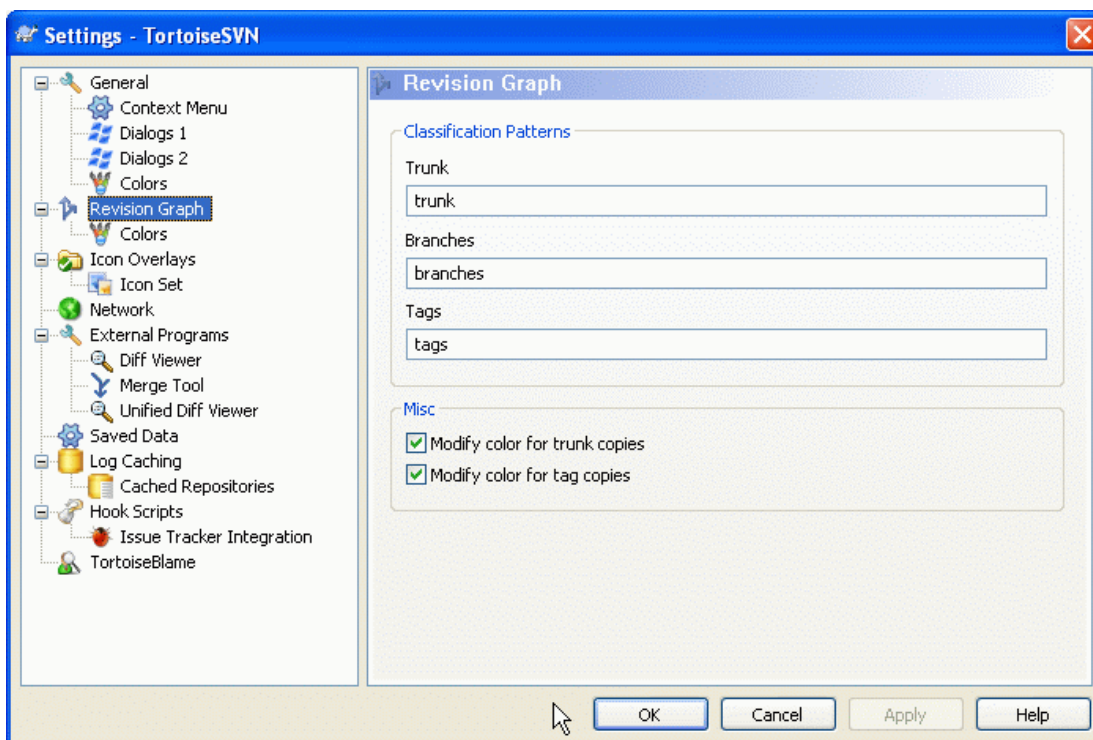 Settings - TortoiseSVN
General
Context Menu
Dialogs 1
Dialogs 2
Colors
Revision Graph
Colors
Icon Overlays
Icon Set
Network
External Programs
Diff Viewer
Merge Tool
Unified Diff Viewer
Saved Data
Log Caching
Cached Repositories
Hook Scripts
Issue Tracker Integration
TortoiseBlame
Revision Graph
Classification Patterns
Trunk
trunk
Branches
branches
Tags
tags
Misc
Modify color for trunk copies
Modify color for tag copies
OK Cancel Apply Help